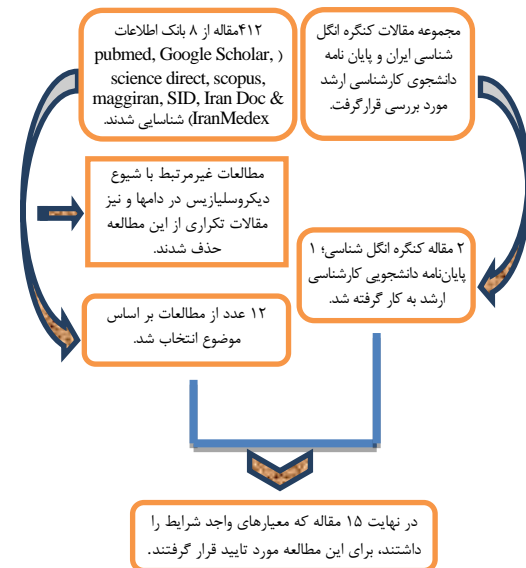 مجموعه مقالات کنگره انگل
شناسی ایران و پایان نامه
دانشجوی کارشناسی ارشد
مورد بررسی قرارگرفت.
۴۱۲مقاله از ۸ بانک اطلاعات
pubmed, Google Scholar, )
science direct, scopus,
maggiran, SID, Iran Doc &
IranMedex) شناسایی شدند.
مطالعات غیرمرتبط با شیوع
دیکروسلیازیس در دامها و نیز
مقالات تکراری از این مطالعه
حذف شدند.
۲ مقاله کنگره انگل شناسی؛ ۱
پایان‌نامه دانشجویی کارشناسی
ارشد به کار گرفته شد.
۱۲ عدد از مطالعات بر اساس
موضوع انتخاب شد.
در نهایت ۱۵ مقاله که معیارهای واجد شرایط را
داشتند، برای این مطالعه مورد تایید قرار گرفتند.